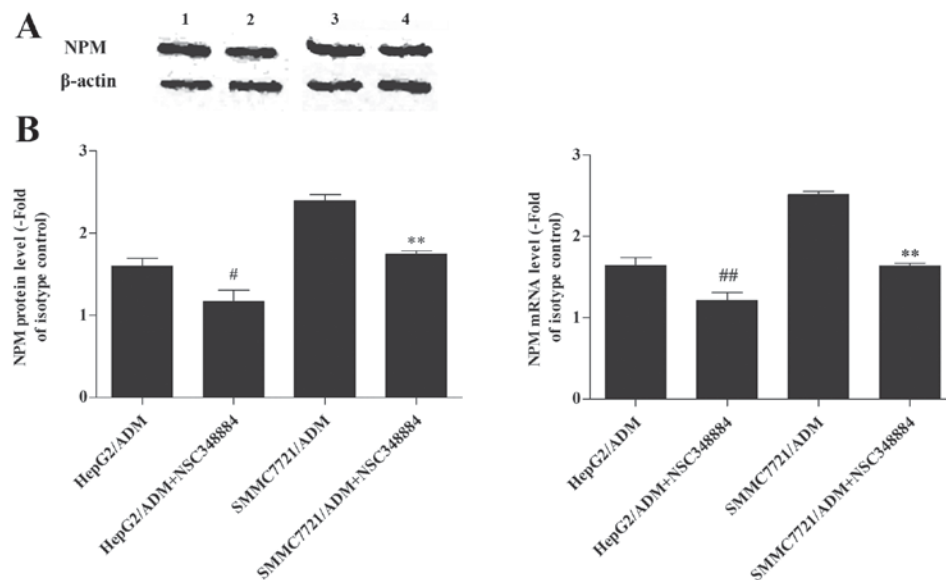 A
1 2 3 4
NPM
β-actin
B
NPM protein level (-Fold
of isotype control)
3
2
1
0
#
**
HepG2/ADM
HepG2/ADM+NSC348884
SMMC7721/ADM
SMMC7721/ADM+NSC348884
NPM mRNA level (-Fold
of isotype control)
3
2
1
0
##
**
HepG2/ADM
HepG2/ADM+NSC348884
SMMC7721/ADM
SMMC7721/ADM+NSC348884